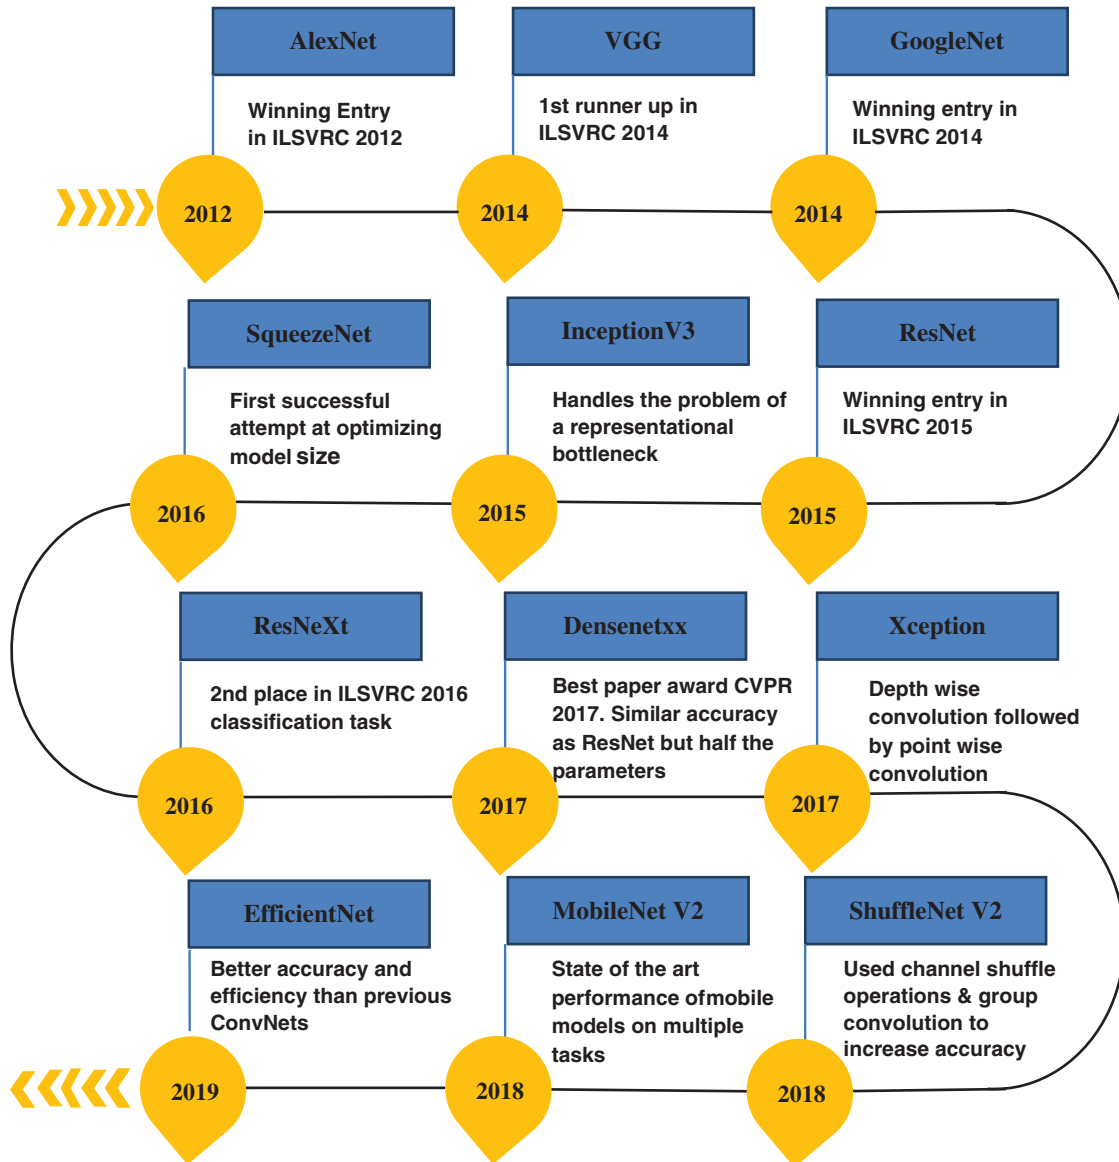 AlexNet
Winning Entry
in ILSVRC 2012
2012
VGG
1st runner up in
ILSVRC 2014
2014
GoogleNet
Winning entry in
ILSVRC 2014
2014
ResNet
Winning entry in
ILSVRC 2015
2015
InceptionV3
Handles the problem of
a representational
bottleneck
2015
SqueezeNet
First successful
attempt at optimizing
model size
2016
ResNeXt
2nd place in ILSVRC 2016
classification task
2016
Densenetxx
Best paper award CVPR
2017. Similar accuracy
as ResNet but half the
parameters
2017
Xception
Depth wise
convolution followed
by point wise
convolution
2017
ShuffleNet V2
Used channel shuffle
operations & group
convolution to
increase accuracy
2018
MobileNet V2
State of the art
performance ofmobile
models on multiple
tasks
2018
EfficientNet
Better accuracy and
efficiency than previous
ConvNets
2019